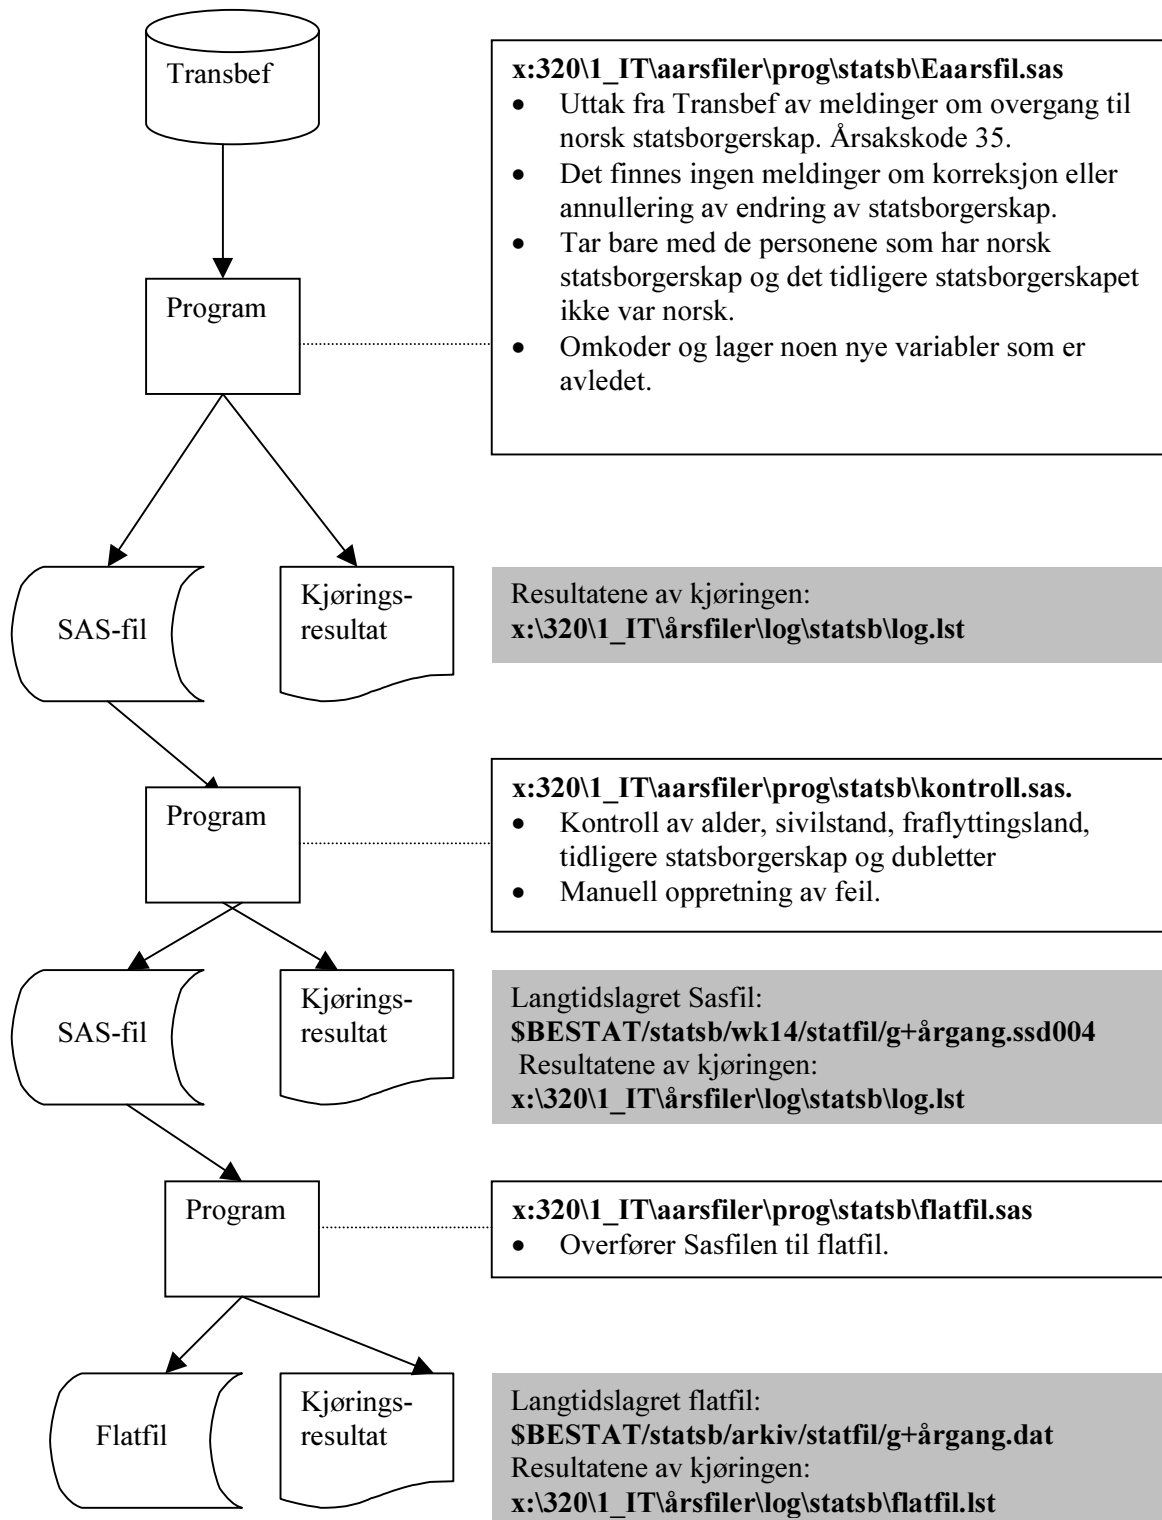 Transbef
x:320\1_IT\aarsfiler\prog\statsb\Eaarsfil.sas
• Uttak fra Transbef av meldinger om overgang til
norsk statsborgerskap. Årsakskode 35.
• Det finnes ingen meldinger om korreksjon eller
annullering av endring av statsborgerskap.
• Tar bare med de personene som har norsk
statsborgerskap og det tidligere statsborgerskapet
ikke var norsk.
• Omkoder og lager noen nye variabler som er
avledet.
Program
SAS-fil
Kjørings-
resultat
Resultatene av kjøringen:
x:\320\1_IT\årsfiler\log\statsb\log.lst
Program
x:320\1_IT\aarsfiler\prog\statsb\kontroll.sas.
• Kontroll av alder, sivilstand, fraflyttingsland,
tidligere statsborgerskap og dubletter
• Manuell oppretning av feil.
SAS-fil
Kjørings-
resultat
Langtidslagret Sasfil:
$BESTAT/statsb/wk14/statfil/g+årgang.ssd004
Resultatene av kjøringen:
x:\320\1_IT\årsfiler\log\statsb\log.lst
Program
x:320\1_IT\aarsfiler\prog\statsb\flatfil.sas
• Overfører Sasfilen til flatfil.
Flatfil
Kjørings-
resultat
Langtidslagret flatfil:
$BESTAT/statsb/arkiv/statfil/g+årgang.dat
Resultatene av kjøringen:
x:\320\1_IT\årsfiler\log\statsb\flatfil.lst